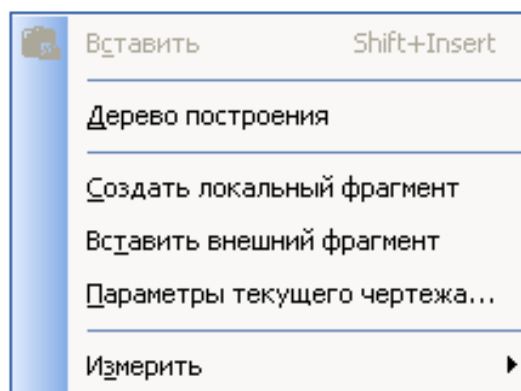 Вставить Shift+Insert
Дерево построения
Создать локальный фрагмент
Вставить внешний фрагмент
Параметры текущего чертежа...
Измерить